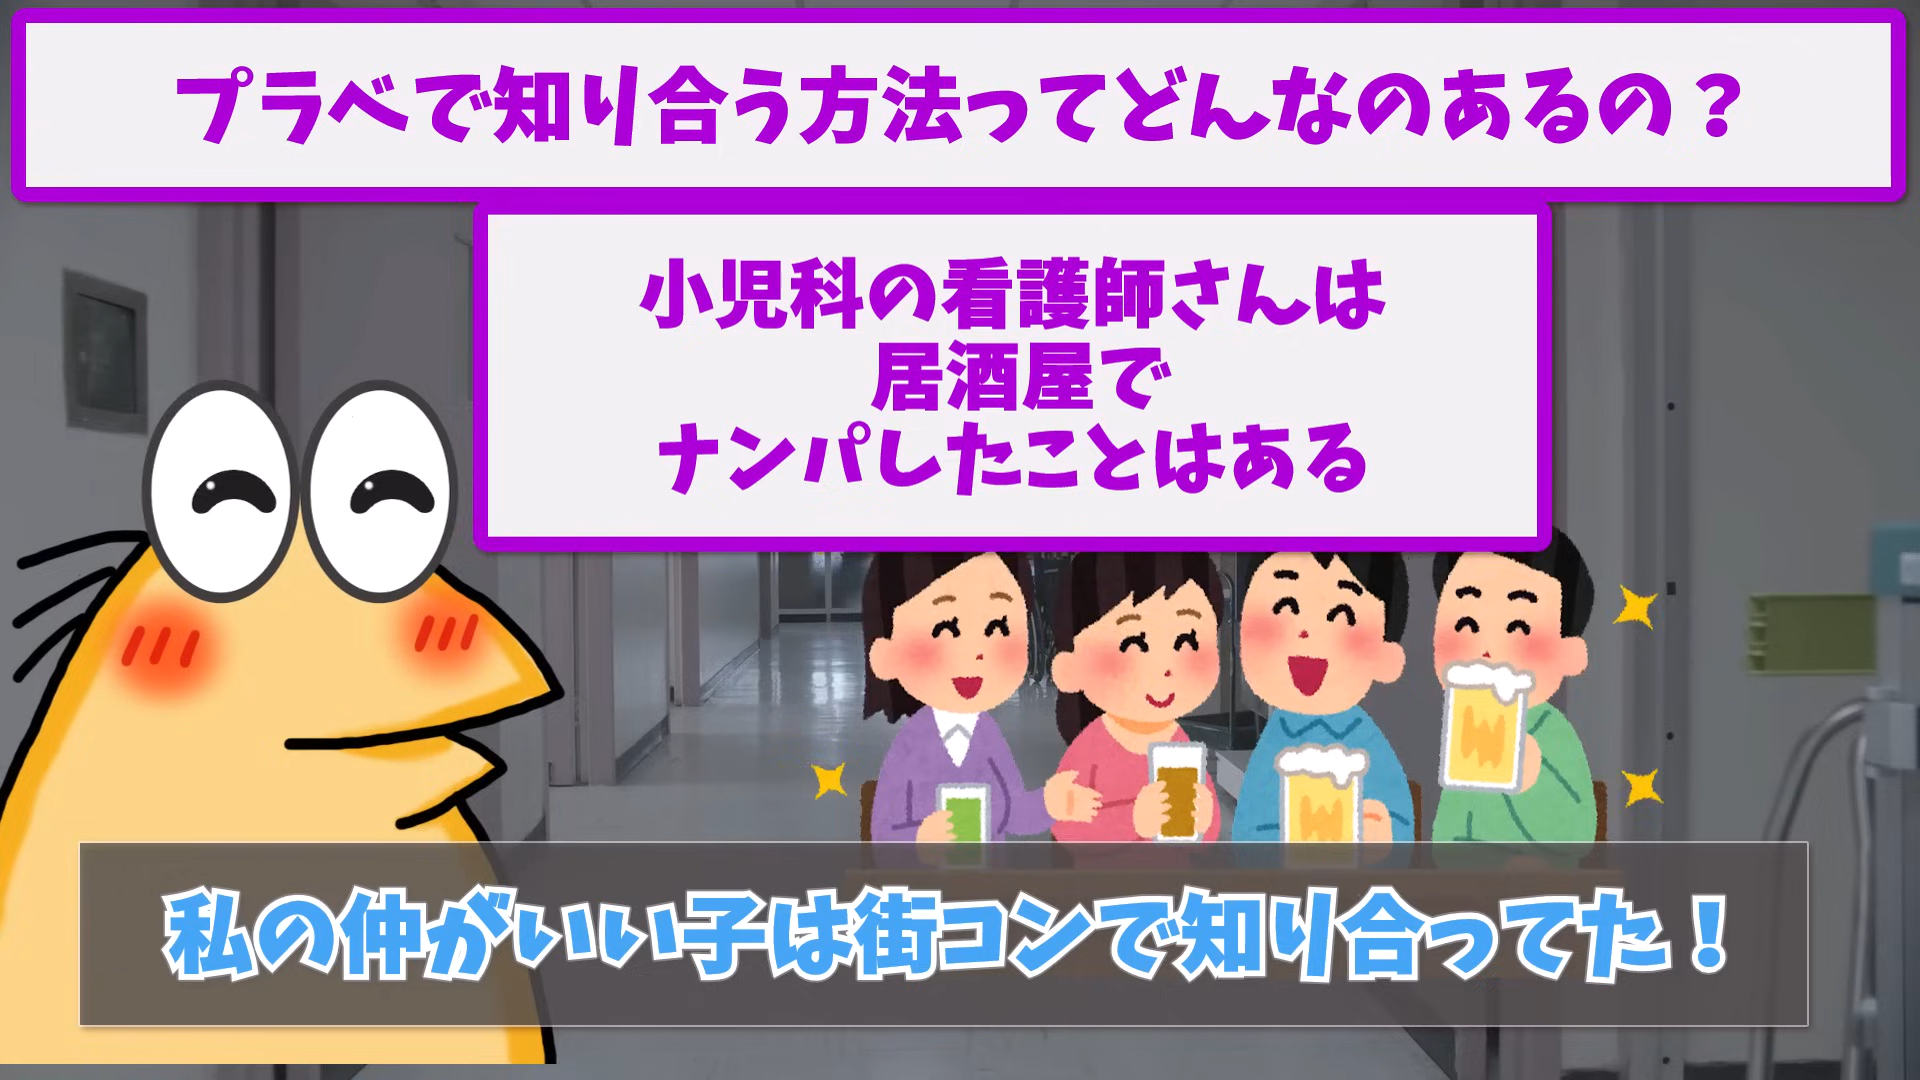 プラベで知り合う方法ってどんなのあるの？
小児科の看護師さんは
居酒屋で
ナンパしたことはある
私の仲がいい子は街コンで知り合ってた！